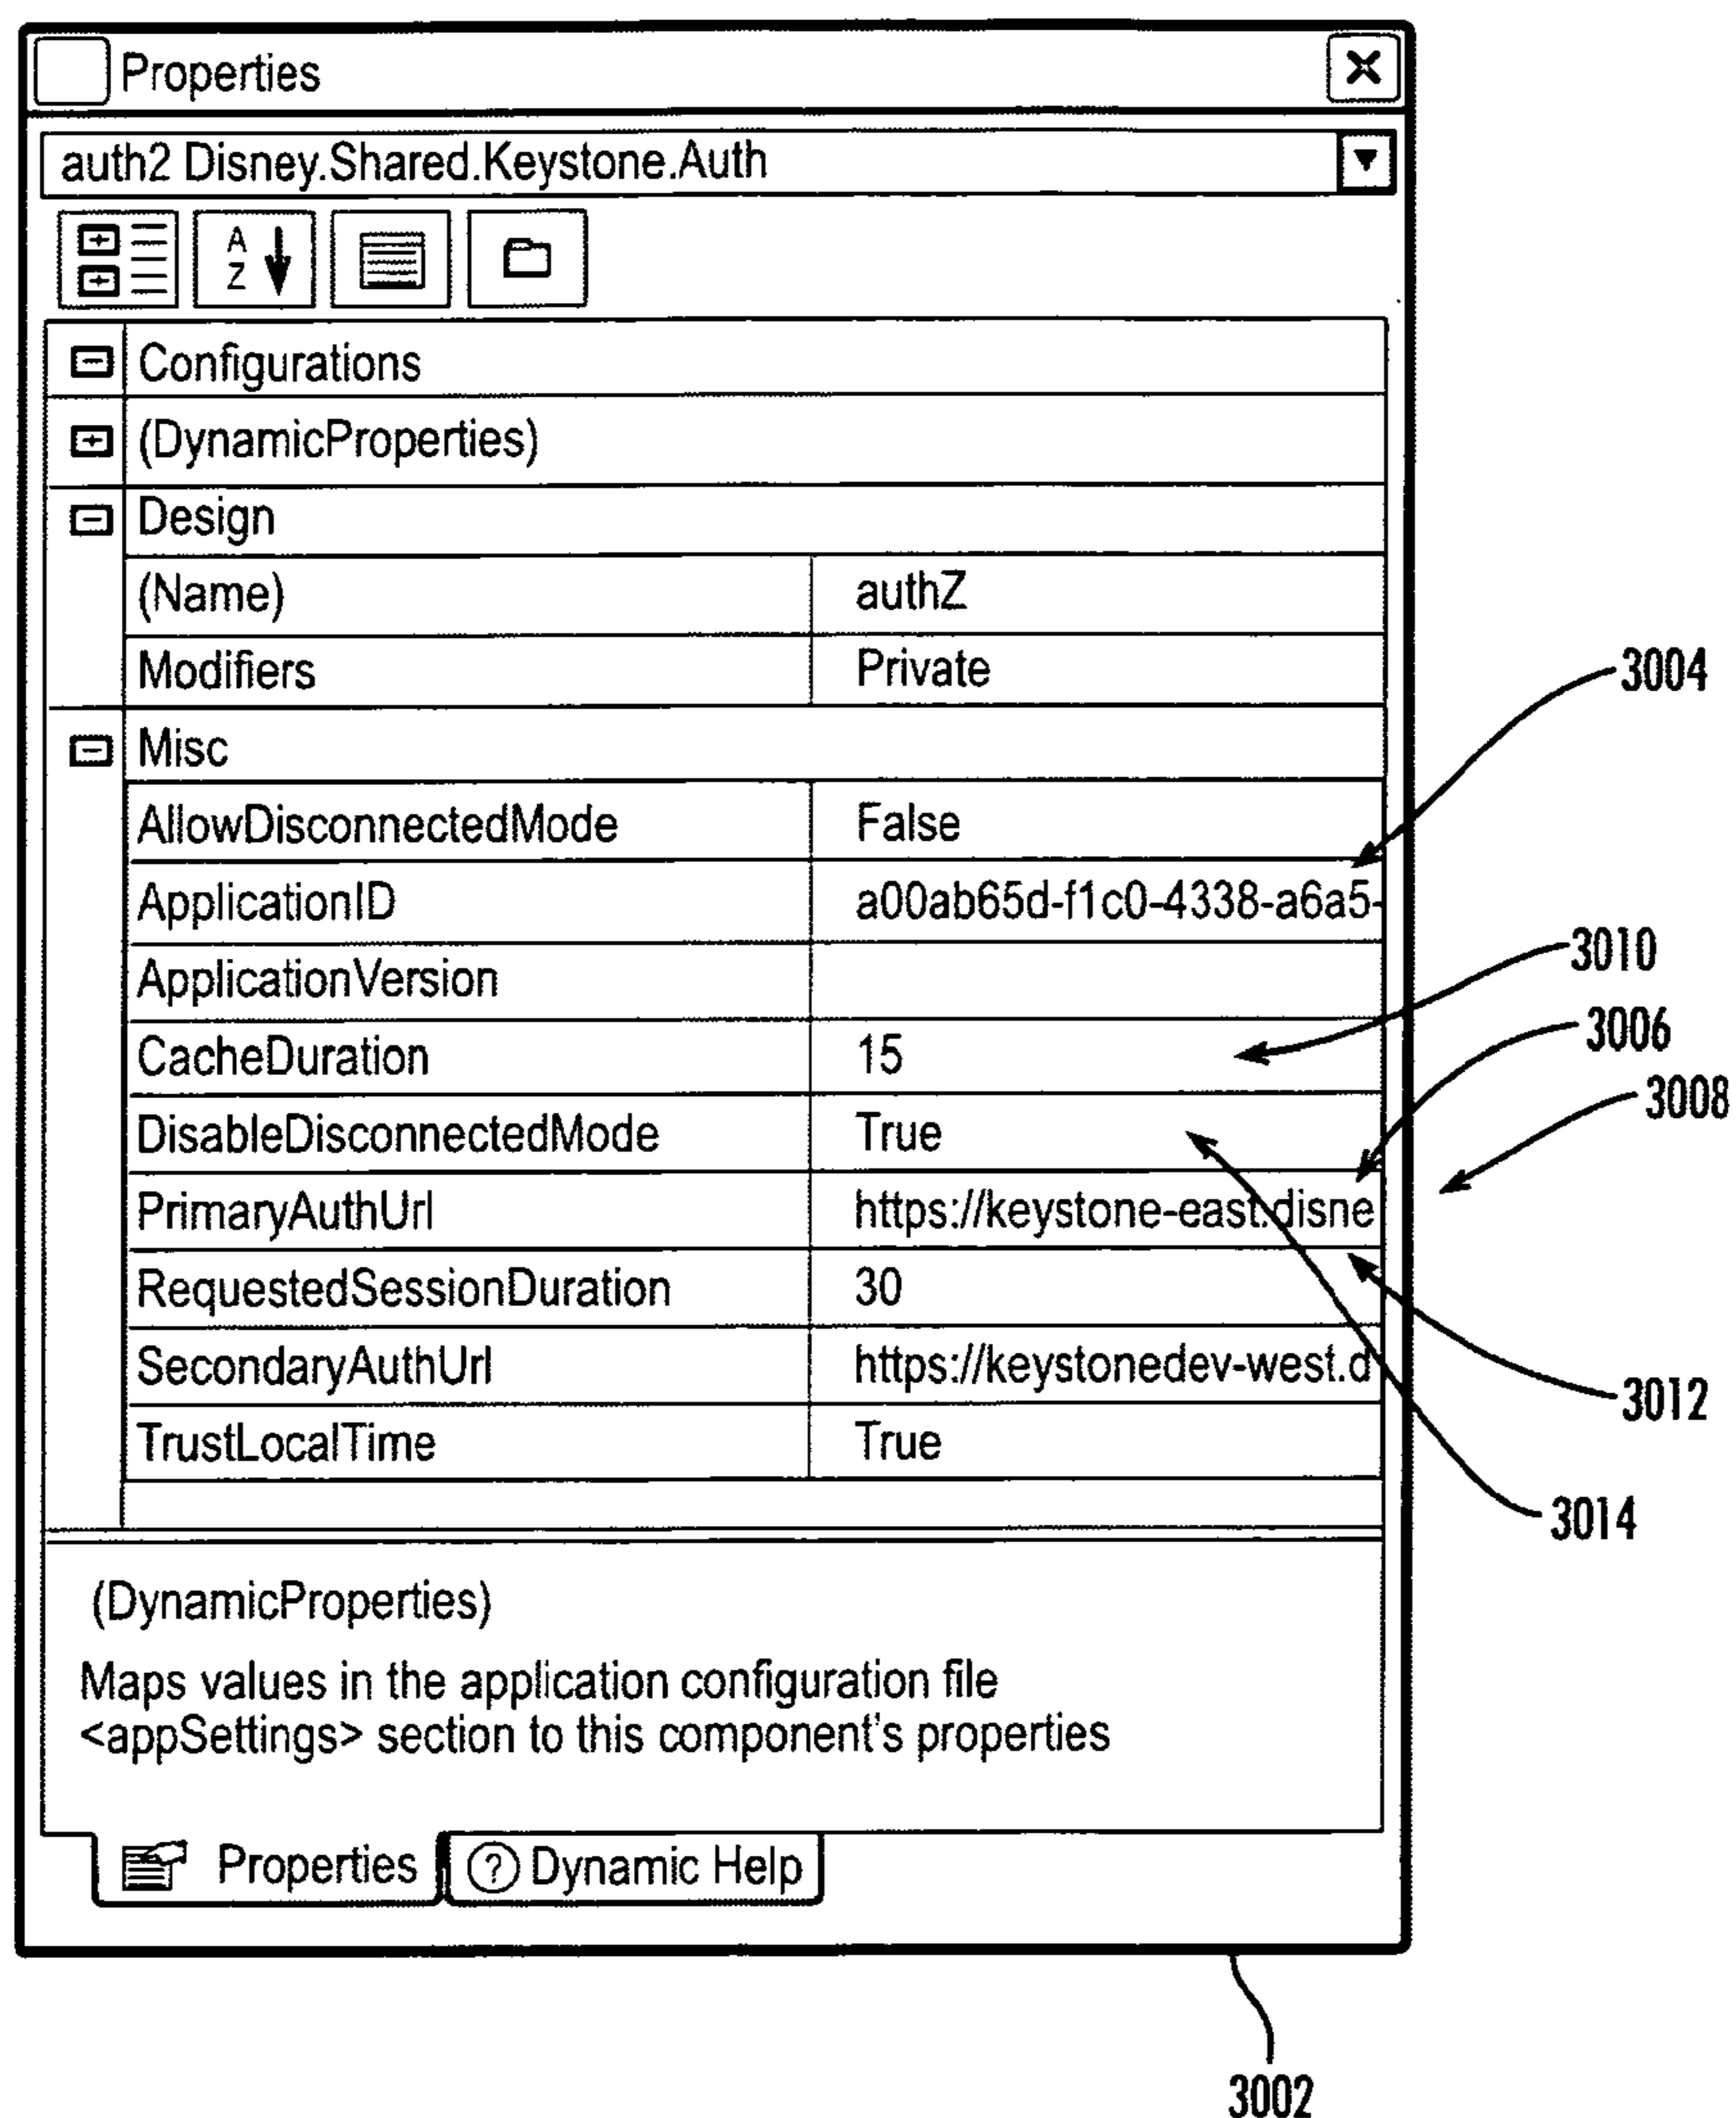 Properties
auth2 Disney.Shared.Keystone.Auth
A
Z
Configurations
(DynamicProperties)
Design
(Name) authZ
Modifiers Private
3004
Misc
AllowDisconnectedMode False
ApplicationID a00ab65d-f1c0-4338-a6a5-
3010
ApplicationVersion
3006
CacheDuration 15
3008
DisableDisconnectedMode True
PrimaryAuthUrl https://keystone-east.disne
RequestedSessionDuration 30
SecondaryAuthUrl https://keystonedev-west.d
3012
TrustLocalTime True
3014
(DynamicProperties)
Maps values in the application configuration file
<appSettings> section to this component's properties
Properties ? Dynamic Help
3002